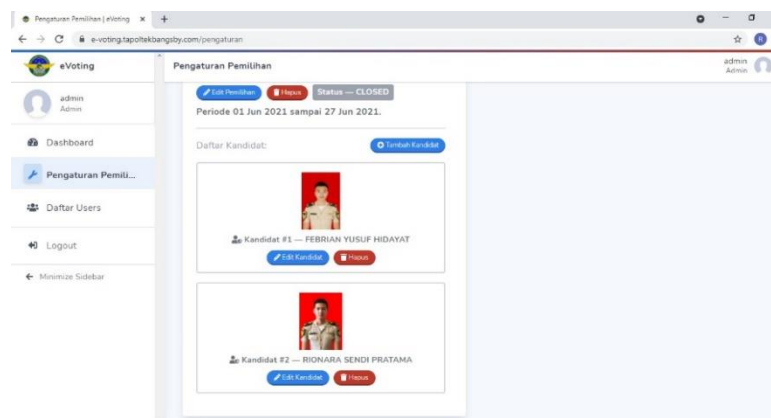 Pengaturan Pemilihan | eVoting
e-voting.tapoltekbangsby.com/pengaturan
R
eVoting
Pengaturan Pemilihan
admin
Admin
admin
Admin
Dashboard
Pengaturan Pemili...
Daftar Users
Logout
Minimize Sidebar
Edit Pemilihan
Hapus
Status — CLOSED
Periode 01 Jun 2021 sampai 27 Jun 2021.
Daftar Kandidat:
Tambah Kandidat
Kandidat #1 — FEBRIAN YUSUF HIDAYAT
Edit Kandidat
Hapus
Kandidat #2 — RIONARA SENDI PRATAMA
Edit Kandidat
Hapus